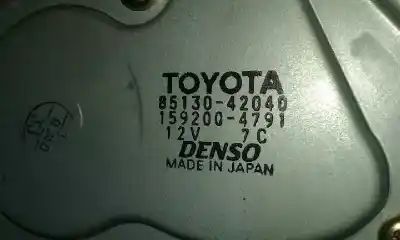 TOYOTA
85130-42040
159200-4791
12V 7C
DENSO
MADE IN JAPAN